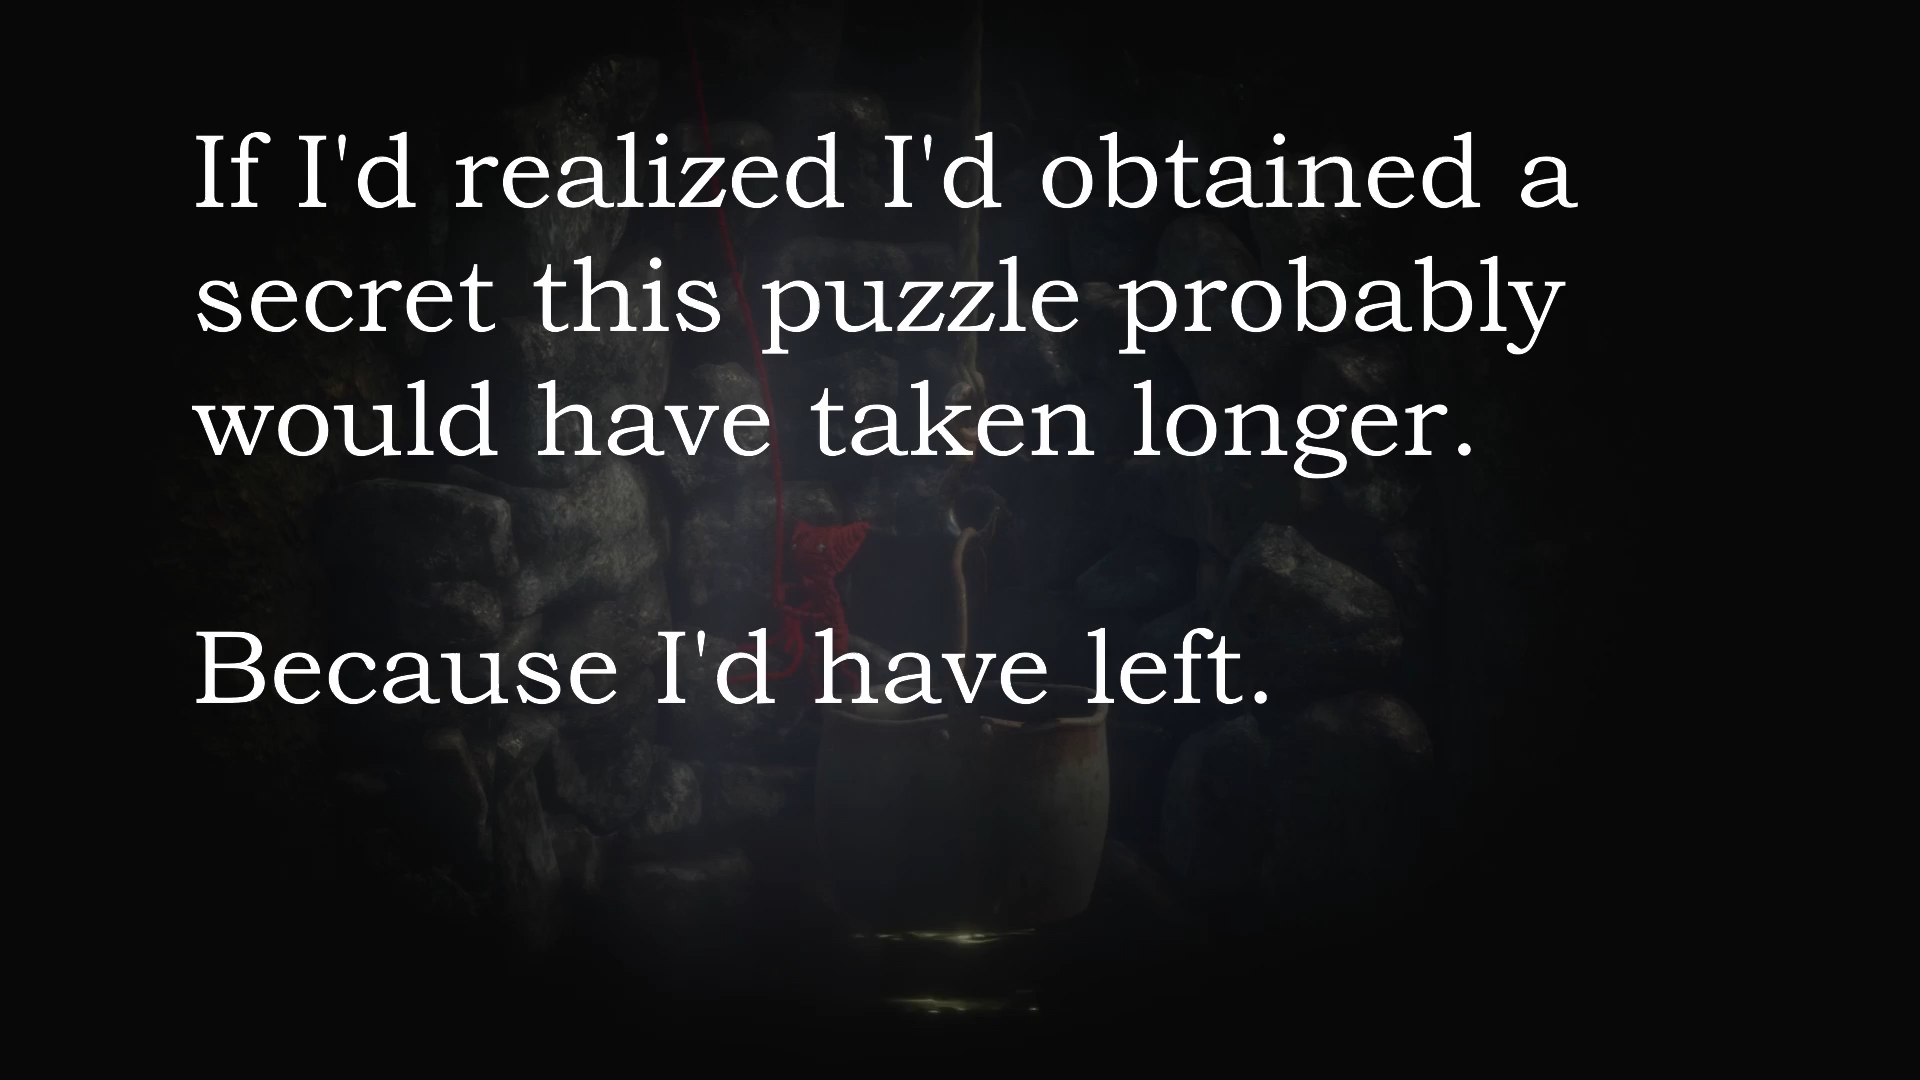 If I'd realized I'd obtained a
secret this puzzle probably
would have taken longer.
Because I'd have left.